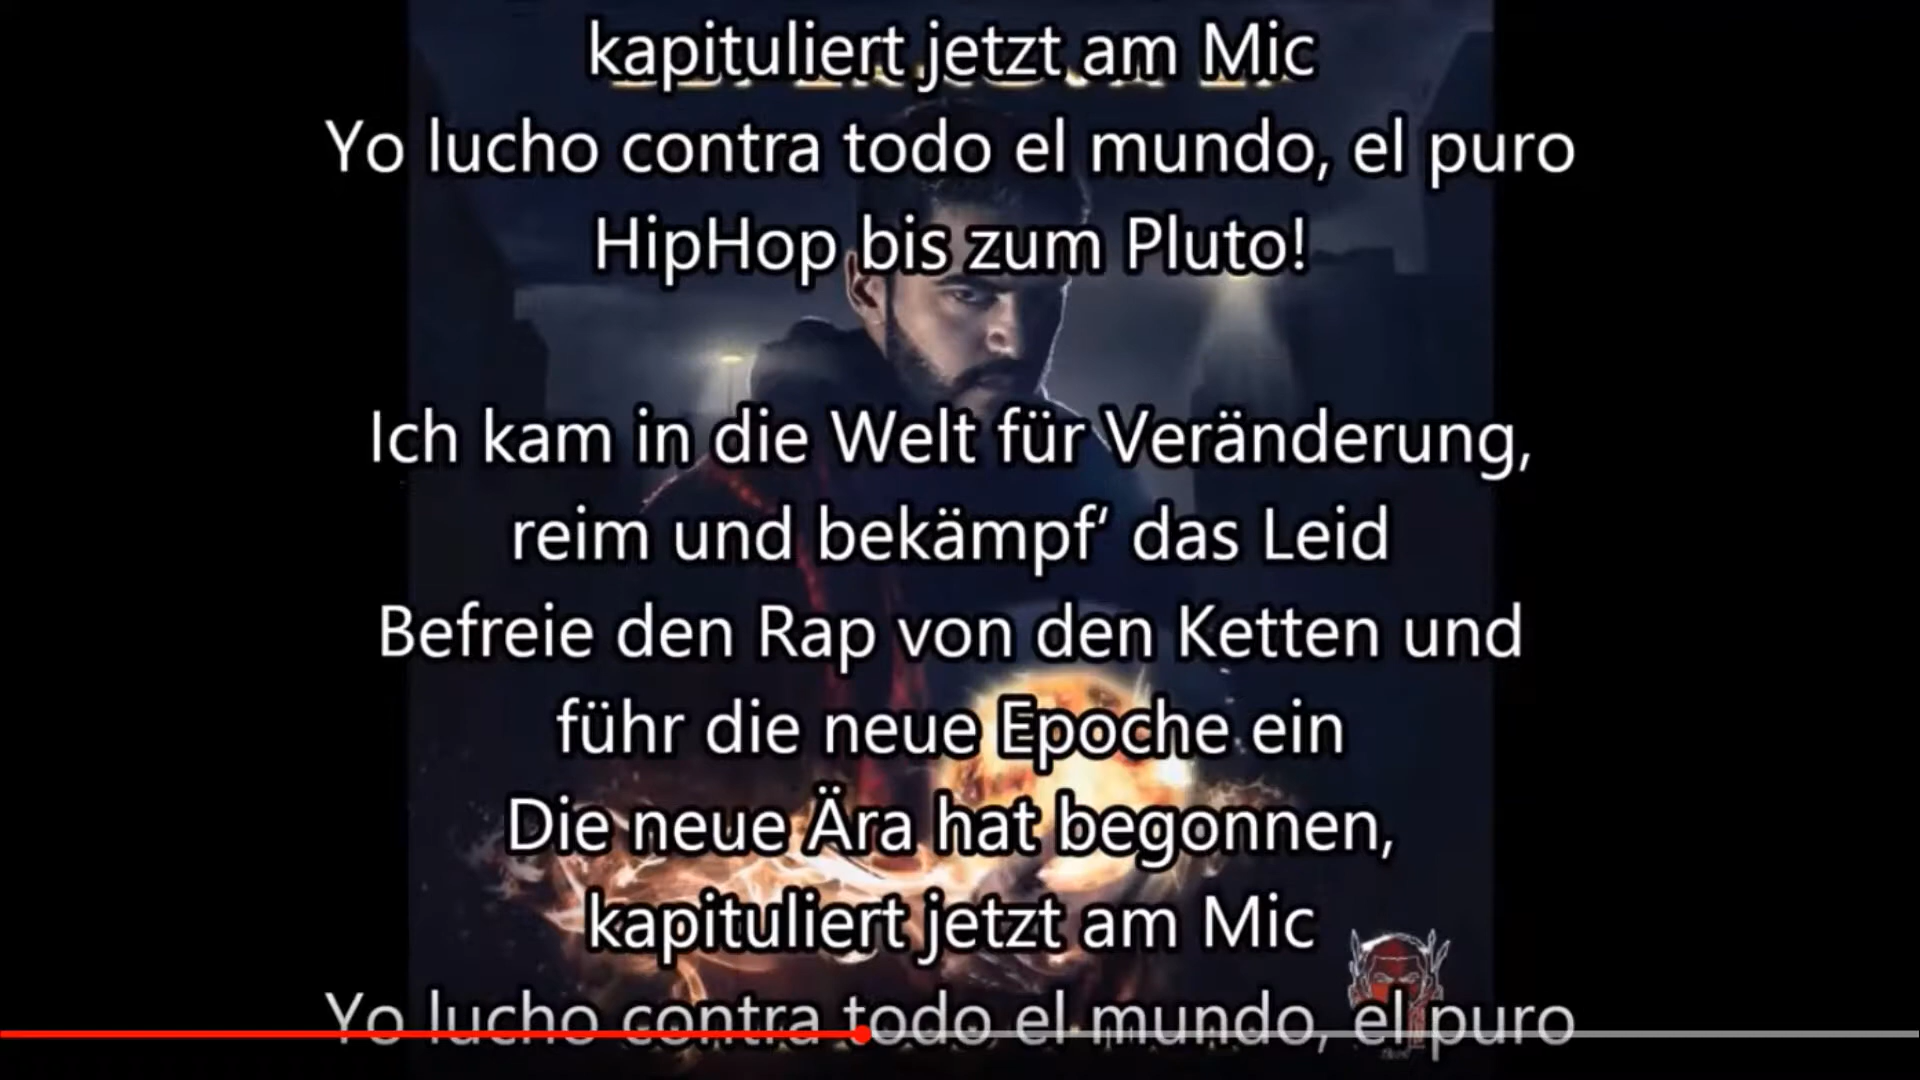 kapituliert jetzt am Mic
Yo lucho contra todo el mundo, el puro
HipHop bis zum Pluto!
Ich kam in die Welt für Veränderung,
reim und bekämpf‘ das Leid
Befreie den Rap von den Ketten und
führ die neue Epoche ein
Die neue Ära hat begonnen,
kapituliert jetzt am Mic
Yo lucho contra todo el mundo, el puro